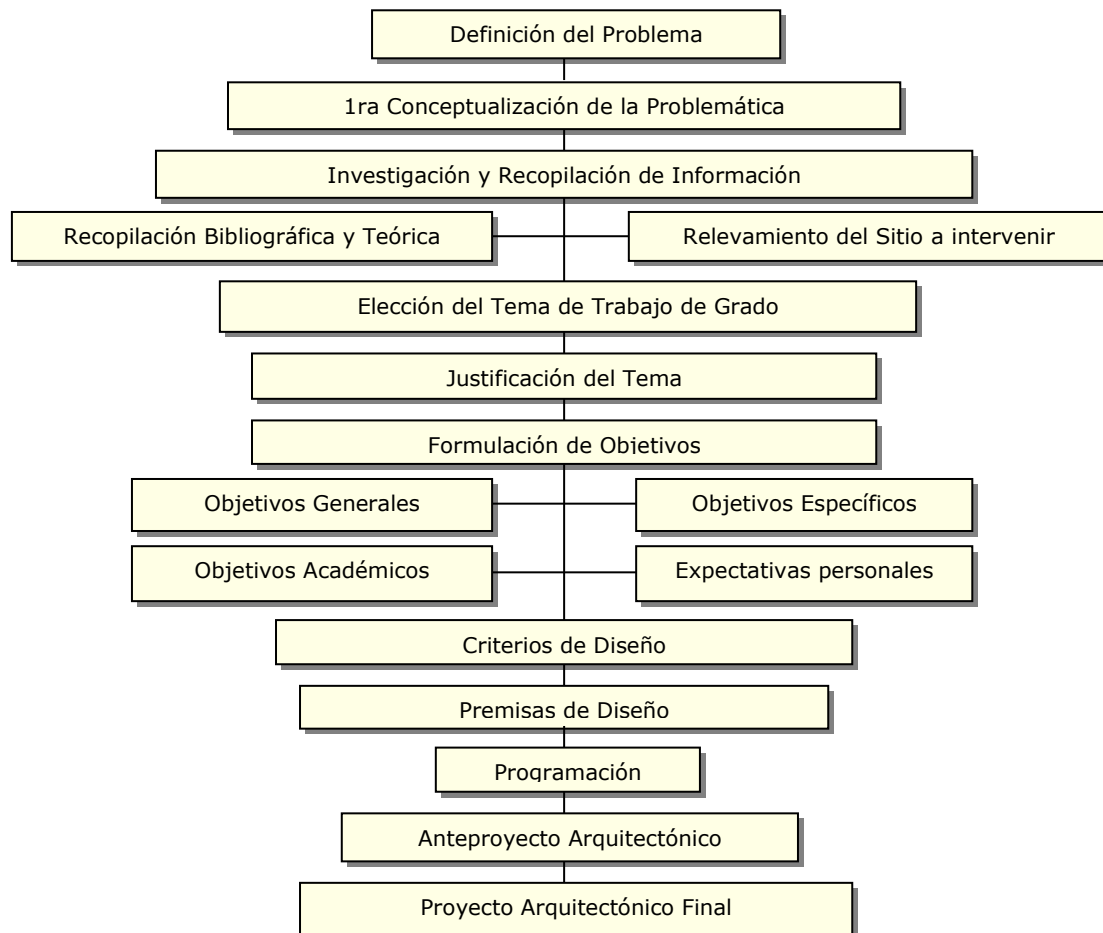 Definición del Problema
1ra Conceptualización de la Problemática
Investigación y Recopilación de Información
Recopilación Bibliográfica y Teórica
Relevamiento del Sitio a intervenir
Elección del Tema de Trabajo de Grado
Justificación del Tema
Formulación de Objetivos
Objetivos Generales
Objetivos Específicos
Objetivos Académicos
Expectativas personales
Criterios de Diseño
Premisas de Diseño
Programación
Anteproyecto Arquitectónico
Proyecto Arquitectónico Final